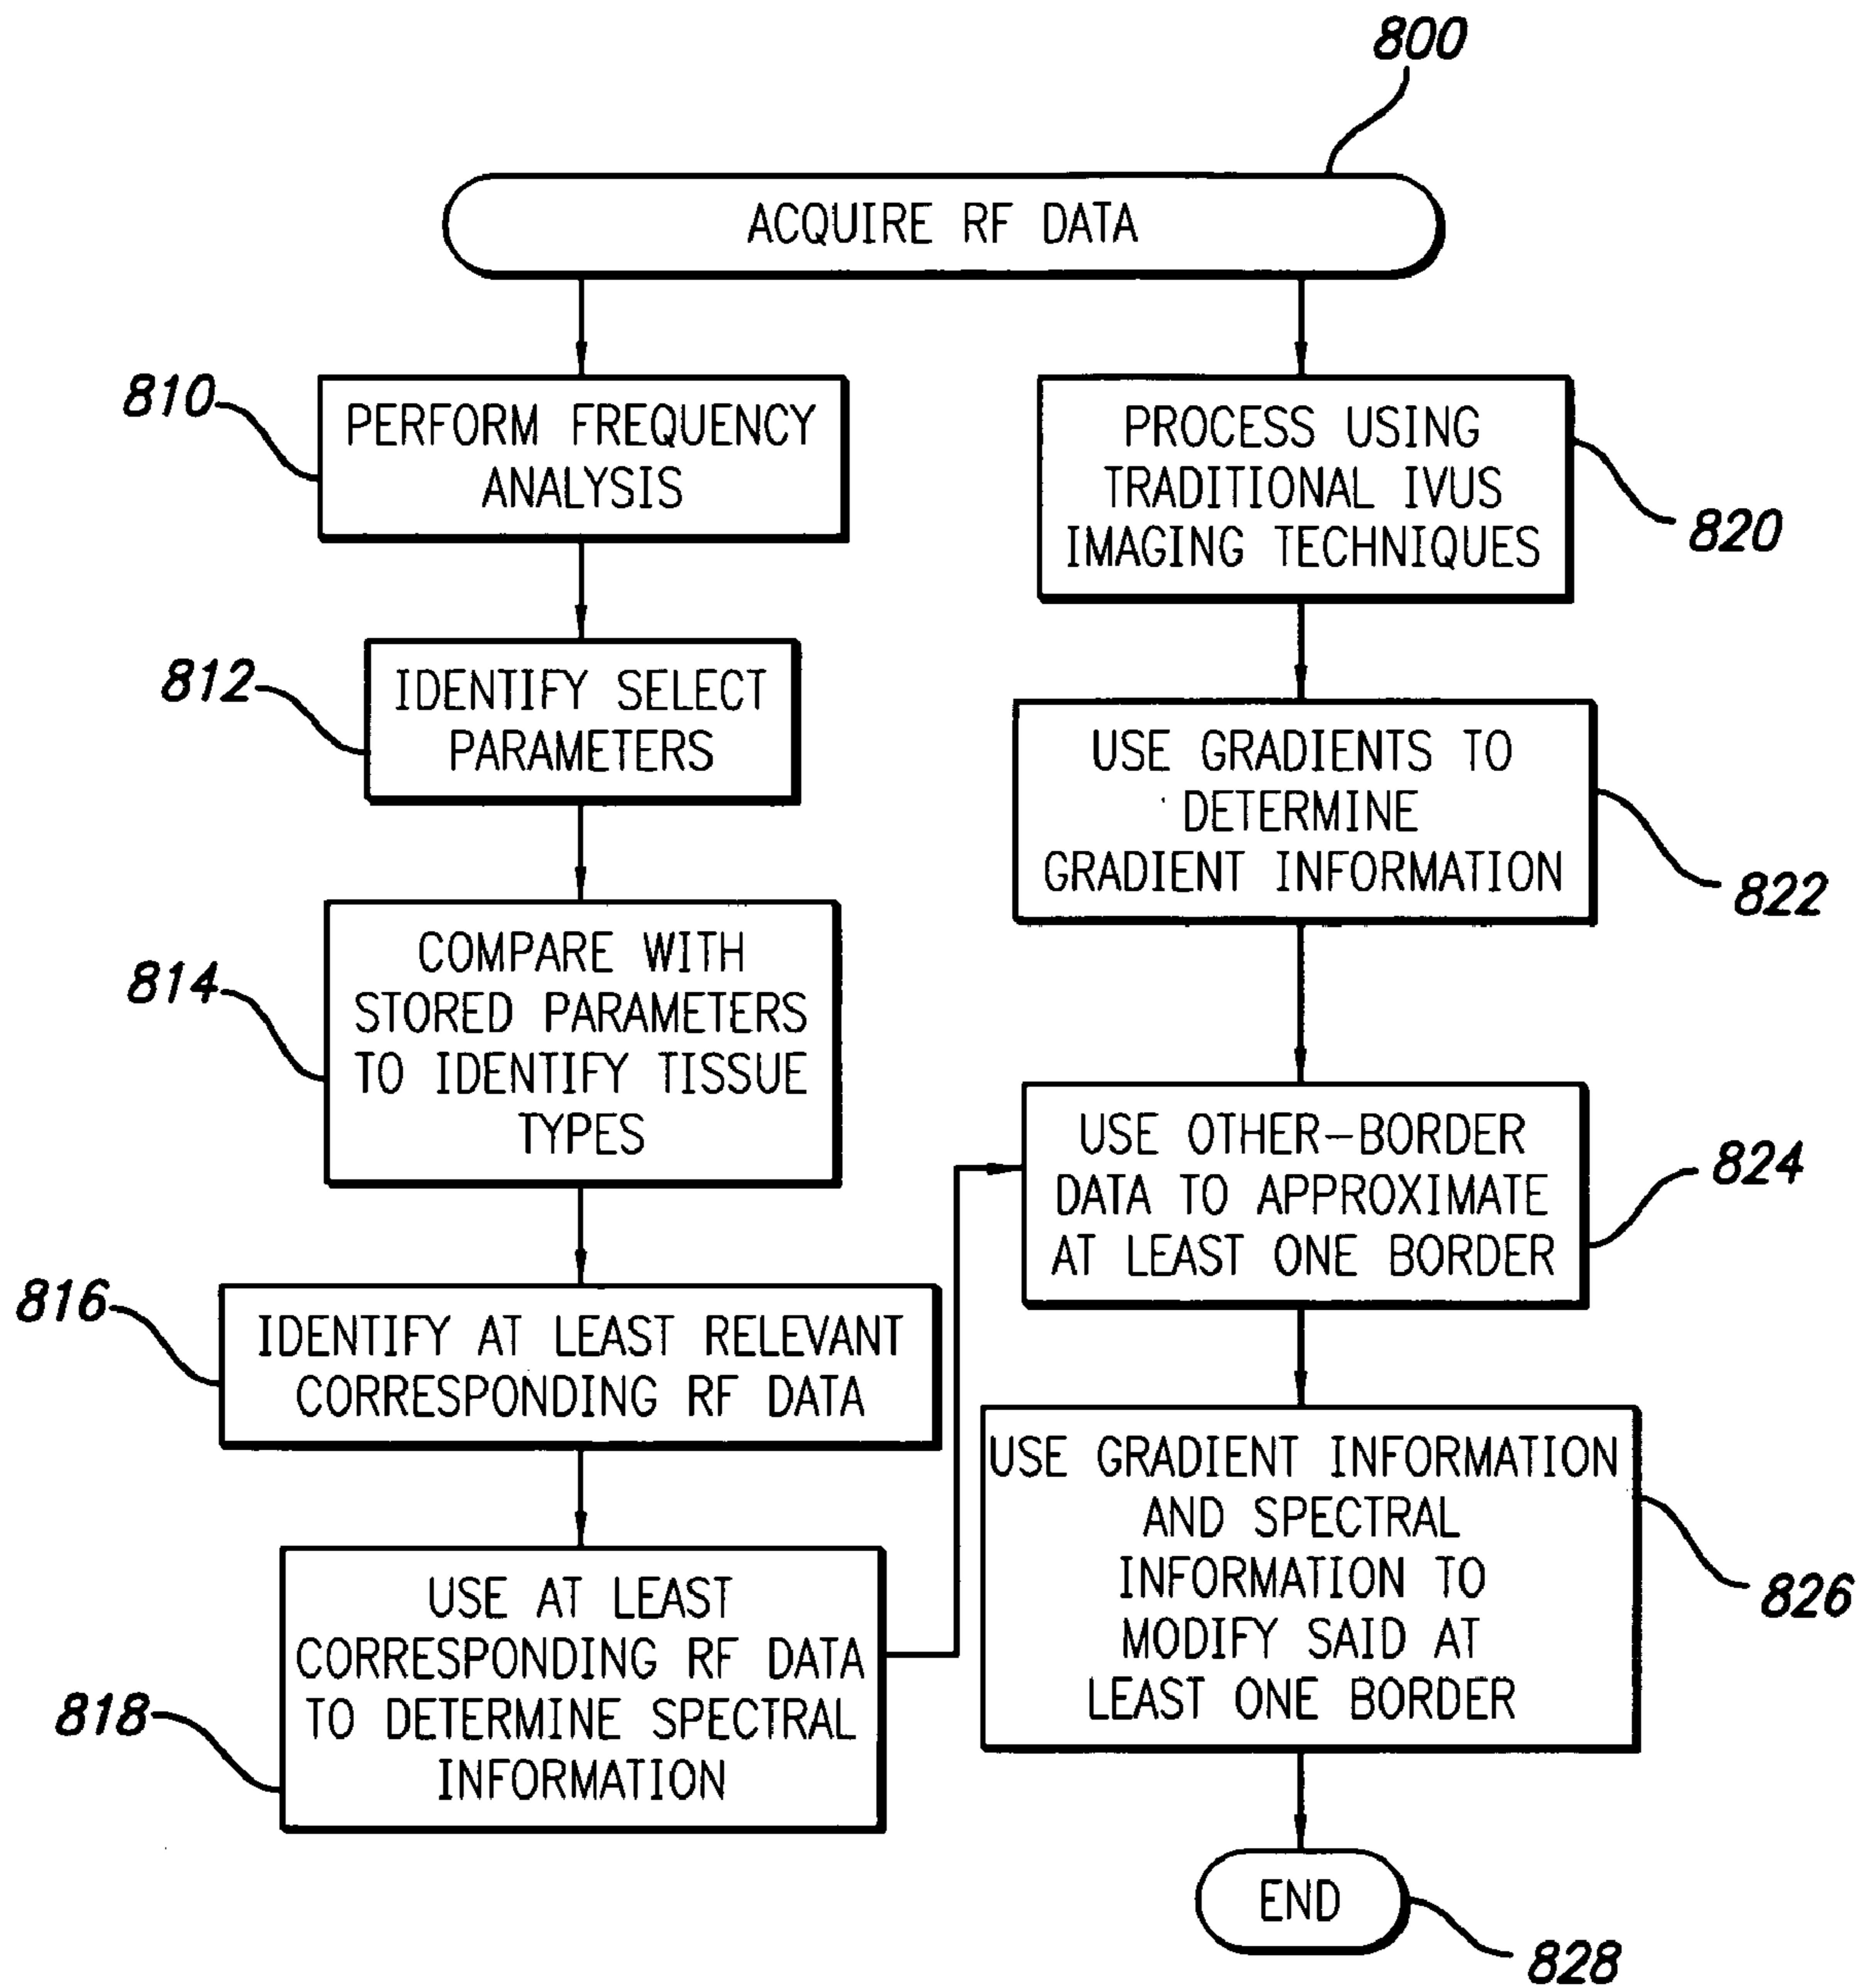 800
ACQUIRE RF DATA
810
PERFORM FREQUENCY
ANALYSIS
812
IDENTIFY SELECT
PARAMETERS
814
COMPARE WITH
STORED PARAMETERS
TO IDENTIFY TISSUE
TYPES
816
IDENTIFY AT LEAST RELEVANT
CORRESPONDING RF DATA
818
USE AT LEAST
CORRESPONDING RF DATA
TO DETERMINE SPECTRAL
INFORMATION
PROCESS USING
TRADITIONAL IVUS
IMAGING TECHNIQUES
820
USE GRADIENTS TO
DETERMINE
GRADIENT INFORMATION
822
USE OTHER-BORDER
DATA TO APPROXIMATE
AT LEAST ONE BORDER
824
USE GRADIENT INFORMATION
AND SPECTRAL
INFORMATION TO
MODIFY SAID AT
LEAST ONE BORDER
826
END
828